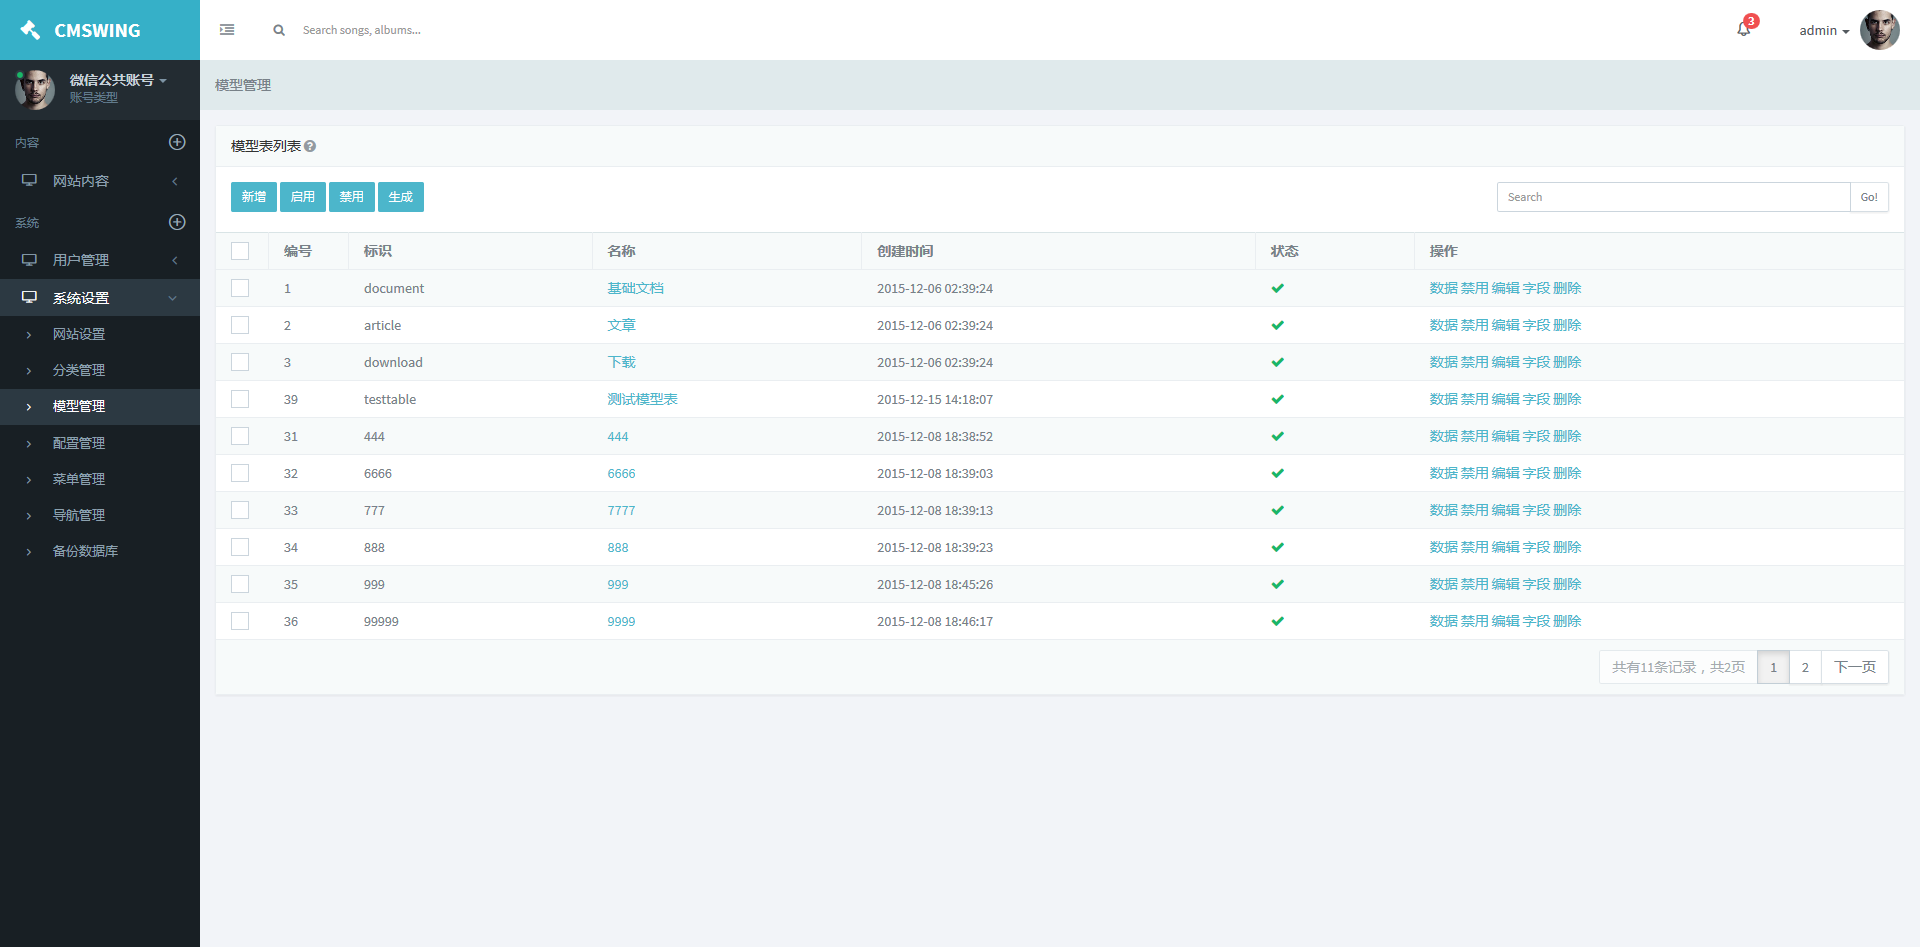 CMSWING
Search songs, albums...
3
admin
微信公共账号
账号类型
内容
网站内容
系统
用户管理
系统设置
网站设置
分类管理
模型管理
配置管理
菜单管理
导航管理
备份数据库
模型管理
模型表列表
新增 启用 禁用 生成 Search Go!
编号 标识 名称 创建时间 状态 操作
1 document 基础文档 2015-12-06 02:39:24 数据 禁用 编辑 字段 删除
2 article 文章 2015-12-06 02:39:24 数据 禁用 编辑 字段 删除
3 download 下载 2015-12-06 02:39:24 数据 禁用 编辑 字段 删除
39 testtable 测试模型表 2015-12-15 14:18:07 数据 禁用 编辑 字段 删除
31 444 444 2015-12-08 18:38:52 数据 禁用 编辑 字段 删除
32 6666 6666 2015-12-08 18:39:03 数据 禁用 编辑 字段 删除
33 777 7777 2015-12-08 18:39:13 数据 禁用 编辑 字段 删除
34 888 888 2015-12-08 18:39:23 数据 禁用 编辑 字段 删除
35 999 999 2015-12-08 18:45:26 数据 禁用 编辑 字段 删除
36 99999 9999 2015-12-08 18:46:17 数据 禁用 编辑 字段 删除
共有11条记录，共2页 1 2 下一页